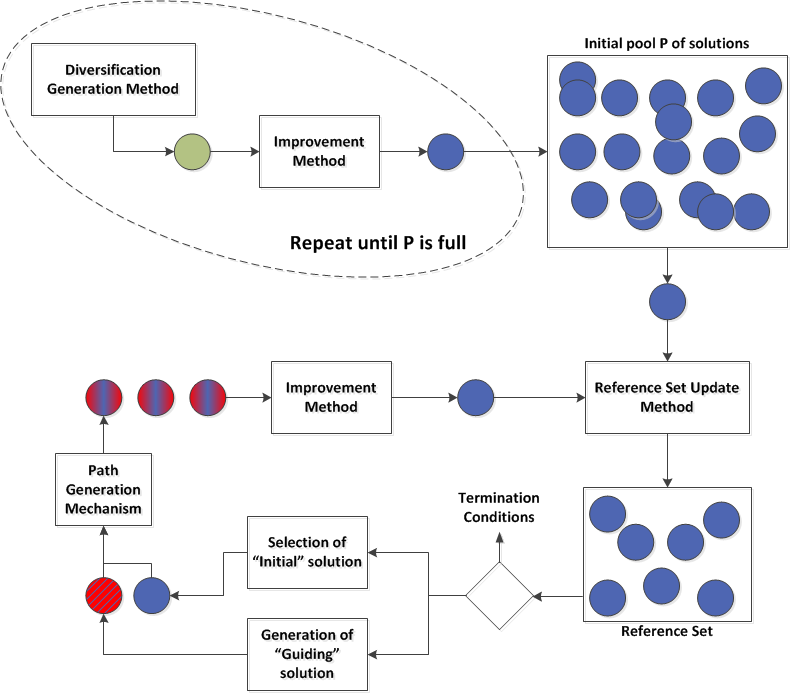 Initial pool P of solutions
Diversification
Generation Method
Improvement
Method
Repeat until P is full
Improvement
Method
Reference Set Update
Method
Path
Generation
Mechanism
Termination
Conditions
Selection of
“Initial” solution
Generation of
“Guiding”
solution
Reference Set